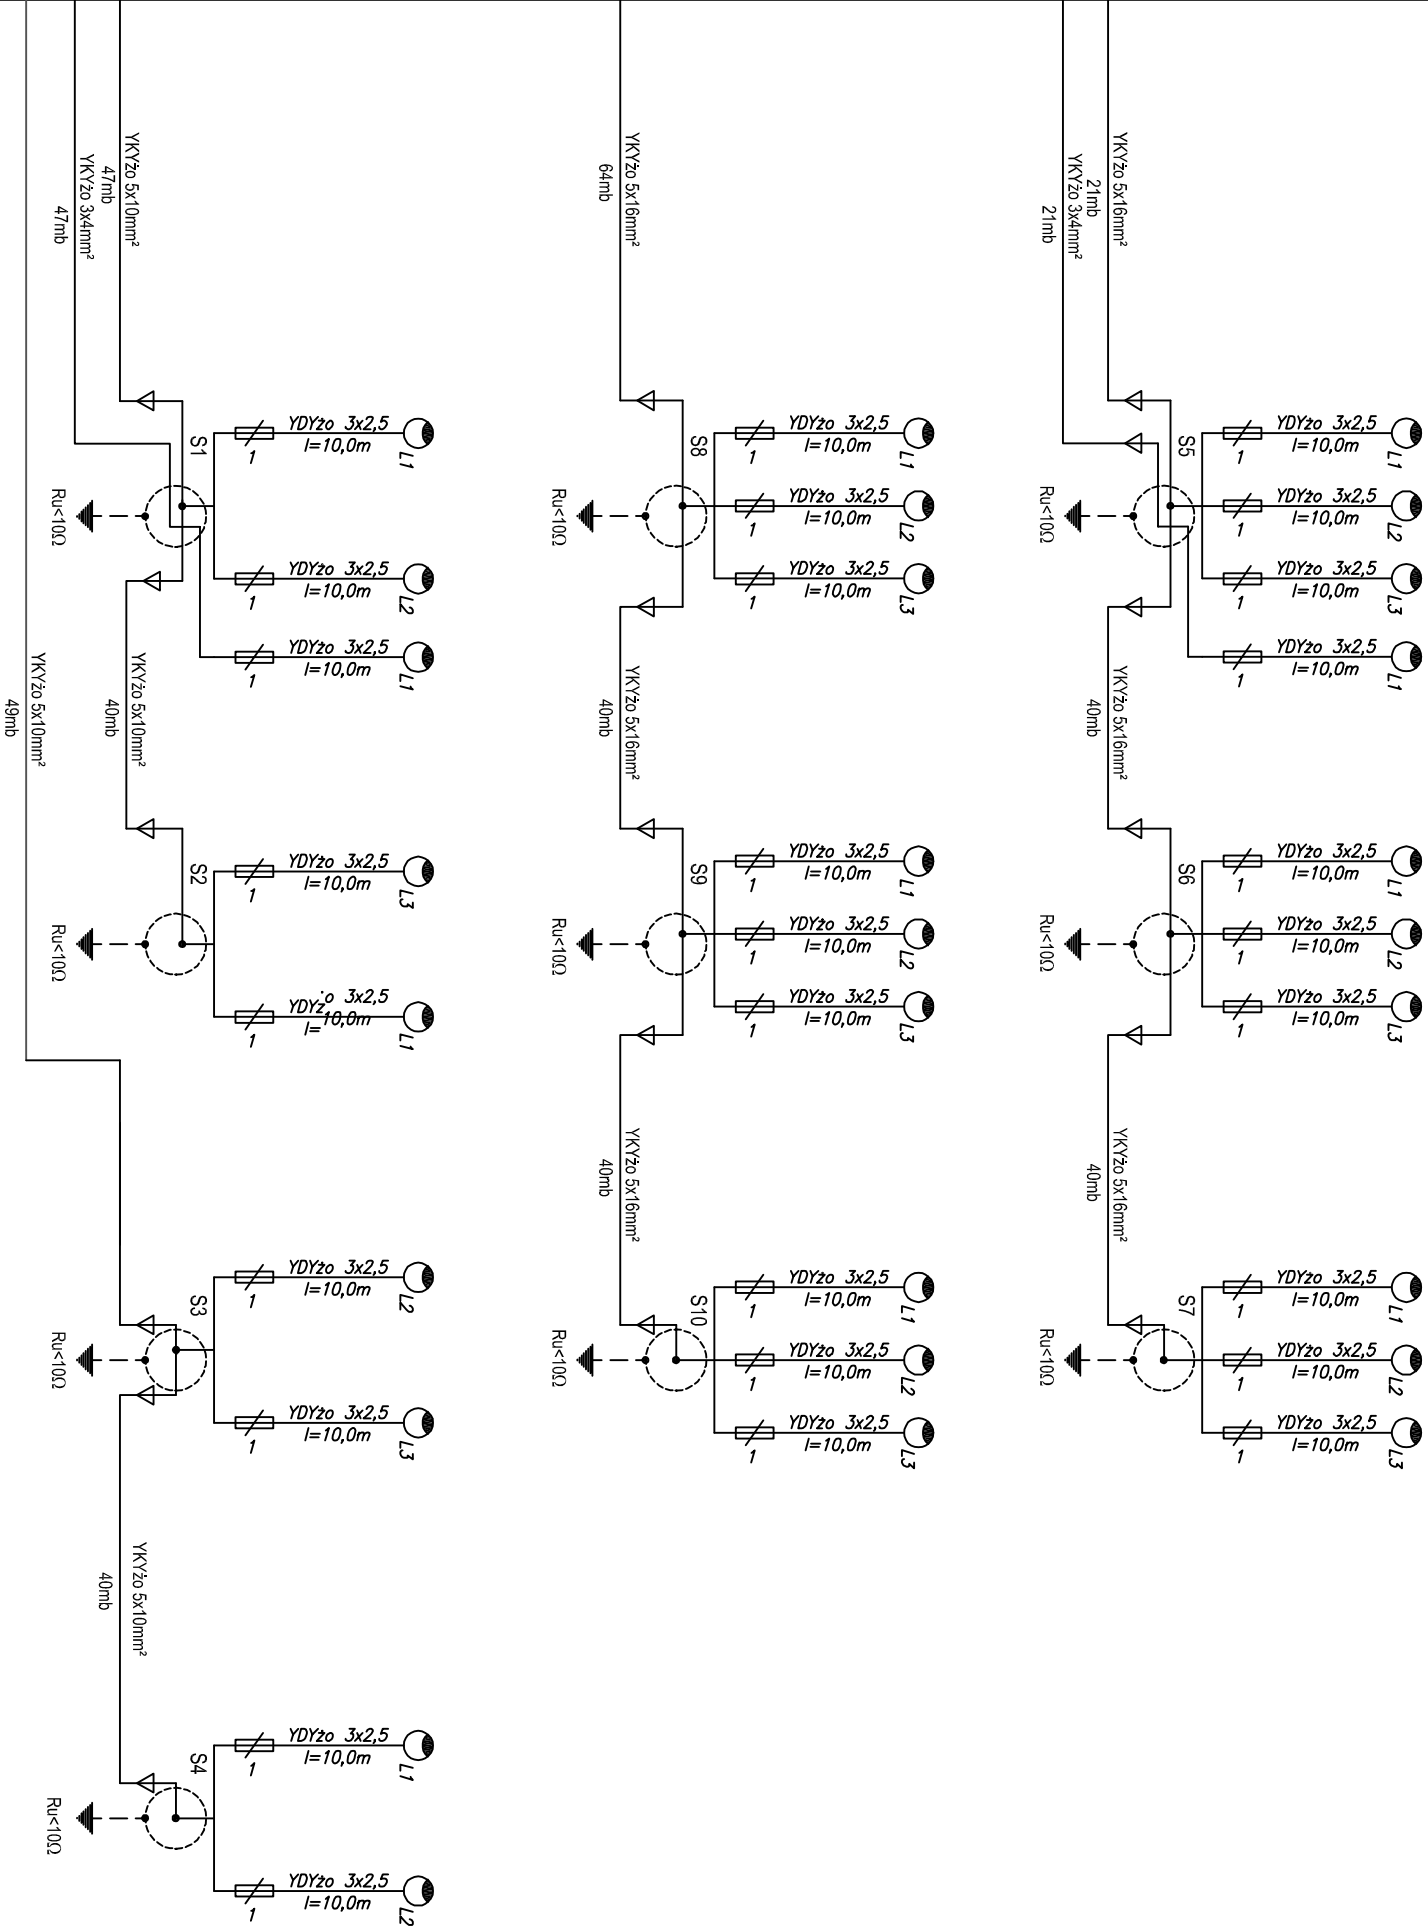 YKYżo 5x16mm²
21mb
YKYżo 3x4mm²
21mb
S5
YDYżo 3x2,5
l=10,0m
1
L1
YDYżo 3x2,5
l=10,0m
1
L2
YDYżo 3x2,5
l=10,0m
1
L3
YDYżo 3x2,5
l=10,0m
1
L1
Ru<10Ω
YKYżo 5x16mm²
40mb
S6
YDYżo 3x2,5
l=10,0m
1
L1
YDYżo 3x2,5
l=10,0m
1
L2
YDYżo 3x2,5
l=10,0m
1
L3
Ru<10Ω
YKYżo 5x16mm²
40mb
S7
YDYżo 3x2,5
l=10,0m
1
L1
YDYżo 3x2,5
l=10,0m
1
L2
YDYżo 3x2,5
l=10,0m
1
L3
Ru<10Ω
YKYżo 5x16mm²
64mb
S8
YDYżo 3x2,5
l=10,0m
1
L1
YDYżo 3x2,5
l=10,0m
1
L2
YDYżo 3x2,5
l=10,0m
1
L3
Ru<10Ω
YKYżo 5x16mm²
40mb
S9
YDYżo 3x2,5
l=10,0m
1
L1
YDYżo 3x2,5
l=10,0m
1
L2
YDYżo 3x2,5
l=10,0m
1
L3
Ru<10Ω
YKYżo 5x16mm²
40mb
S10
YDYżo 3x2,5
l=10,0m
1
L1
YDYżo 3x2,5
l=10,0m
1
L2
YDYżo 3x2,5
l=10,0m
1
L3
Ru<10Ω
YKYżo 5x10mm²
47mb
YKYżo 3x4mm²
47mb
S1
YDYżo 3x2,5
l=10,0m
1
L1
YDYżo 3x2,5
l=10,0m
1
L2
YDYżo 3x2,5
l=10,0m
1
L1
Ru<10Ω
YKYżo 5x10mm²
40mb
YKYżo 5x10mm²
49mb
S2
YDYżo 3x2,5
l=10,0m
1
L3
YDYżo 3x2,5
l=10,0m
1
L1
Ru<10Ω
S3
YDYżo 3x2,5
l=10,0m
1
L2
YDYżo 3x2,5
l=10,0m
1
L3
Ru<10Ω
YKYżo 5x10mm²
40mb
S4
YDYżo 3x2,5
l=10,0m
1
L1
YDYżo 3x2,5
l=10,0m
1
L2
Ru<10Ω